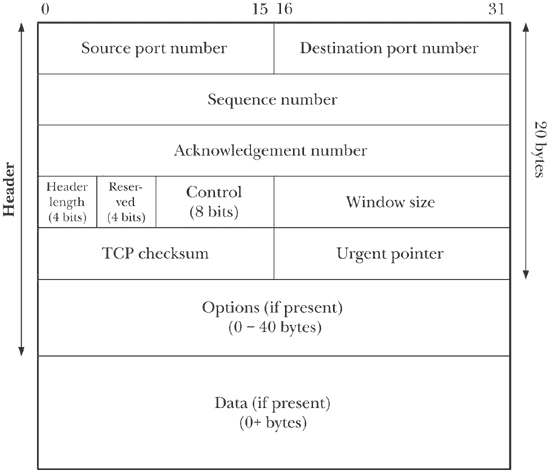 0 15 16 31
Source port number Destination port number
Sequence number
Acknowledgement number
Header
length
(4 bits)
Reser-
ved
(4 bits)
Control
(8 bits)
Window size
TCP checksum Urgent pointer
Options (if present)
(0 – 40 bytes)
Data (if present)
(0+ bytes)
Header
20 bytes